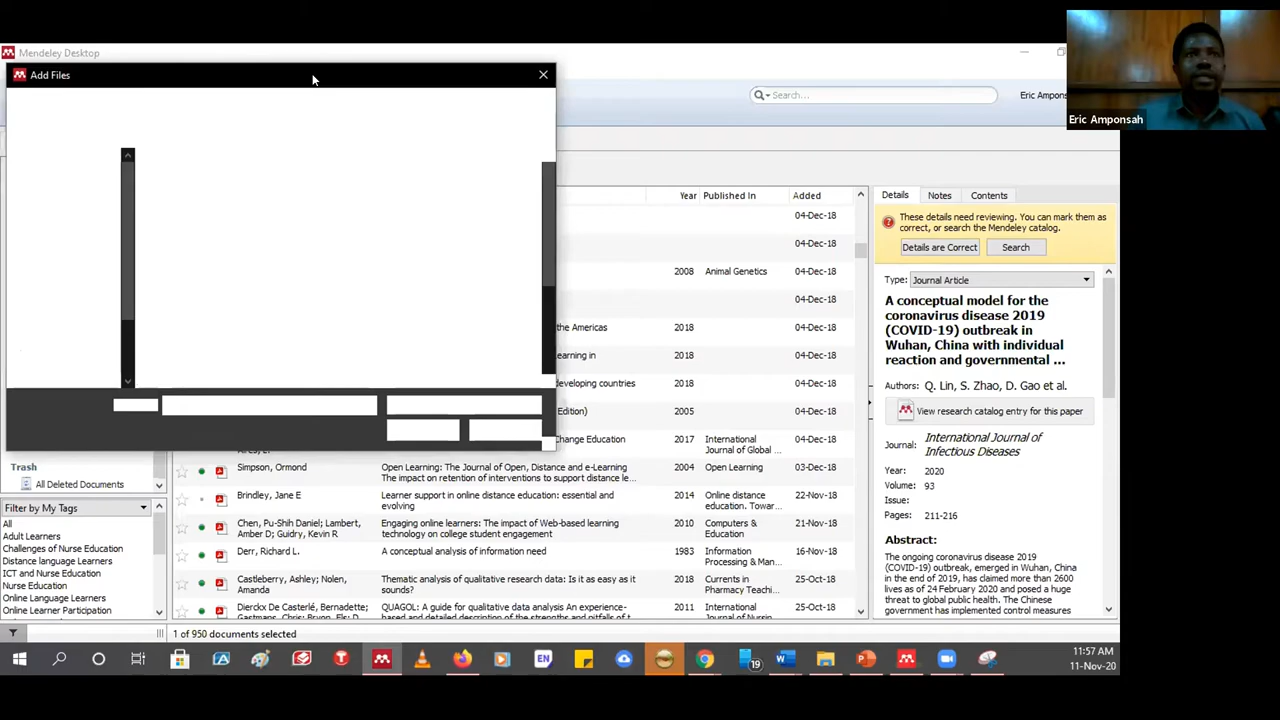 Mendeley Desktop
Add Files
Search...
Eric Ampons
Eric Amponsah
Year Published In Added
04-Dec-18
04-Dec-18
2008 Animal Genetics 04-Dec-18
04-Dec-18
the Americas 2018 04-Dec-18
earning in 2018 04-Dec-18
developing countries 2018 04-Dec-18
Edition) 2005 04-Dec-18
Change Education 2017 International 04-Dec-18
Journal of Global ...
Simpson, Ormond Open Learning: The Journal of Open, Distance and e-Learning 2004 Open Learning 03-Dec-18
The impact on retention of interventions to support distance le...
Brindley, Jane E Learner support in online distance education: essential and 2014 Online distance 22-Nov-18
evolving education. Towar...
Chen, Pu-Shih Daniel; Lambert, Engaging online learners: The impact of Web-based learning 2010 Computers & 21-Nov-18
Amber D; Guidry, Kevin R technology on college student engagement Education
Derr, Richard L. A conceptual analysis of information need 1983 Information 16-Nov-18
Processing & Man...
Castleberry, Ashley; Nolen, Thematic analysis of qualitative research data: Is it as easy as it 2018 Currents in 25-Oct-18
Amanda sounds? Pharmacy Teachi...
Dierckx De Casterlé, Bernadette; QUAGOL: A guide for qualitative data analysis An experience- 2011 International 25-Oct-18
Gastmans, Chris; Bryon, Els; D... based and detailed description of the strengths and pitfalls of t... Journal of Nursin...
Trash
All Deleted Documents
Filter by My Tags
All
Adult Learners
Challenges of Nurse Education
Distance language Learners
ICT and Nurse Education
Nurse Education
Online Language Learners
Online Learner Participation
1 of 950 documents selected
Details Notes Contents
These details need reviewing. You can mark them as
correct, or search the Mendeley catalog.
Details are Correct Search
Type: Journal Article
A conceptual model for the
coronavirus disease 2019
(COVID-19) outbreak in
Wuhan, China with individual
reaction and governmental ...
Authors: Q. Lin, S. Zhao, D. Gao et al.
View research catalog entry for this paper
Journal: International Journal of
Infectious Diseases
Year: 2020
Volume: 93
Issue:
Pages: 211-216
Abstract:
The ongoing coronavirus disease 2019
(COVID-19) outbreak, emerged in Wuhan, China
in the end of 2019, has claimed more than 2600
lives as of 24 February 2020 and posed a huge
threat to global public health. The Chinese
government has implemented control measures
EN
19
11:57 AM
11-Nov-20